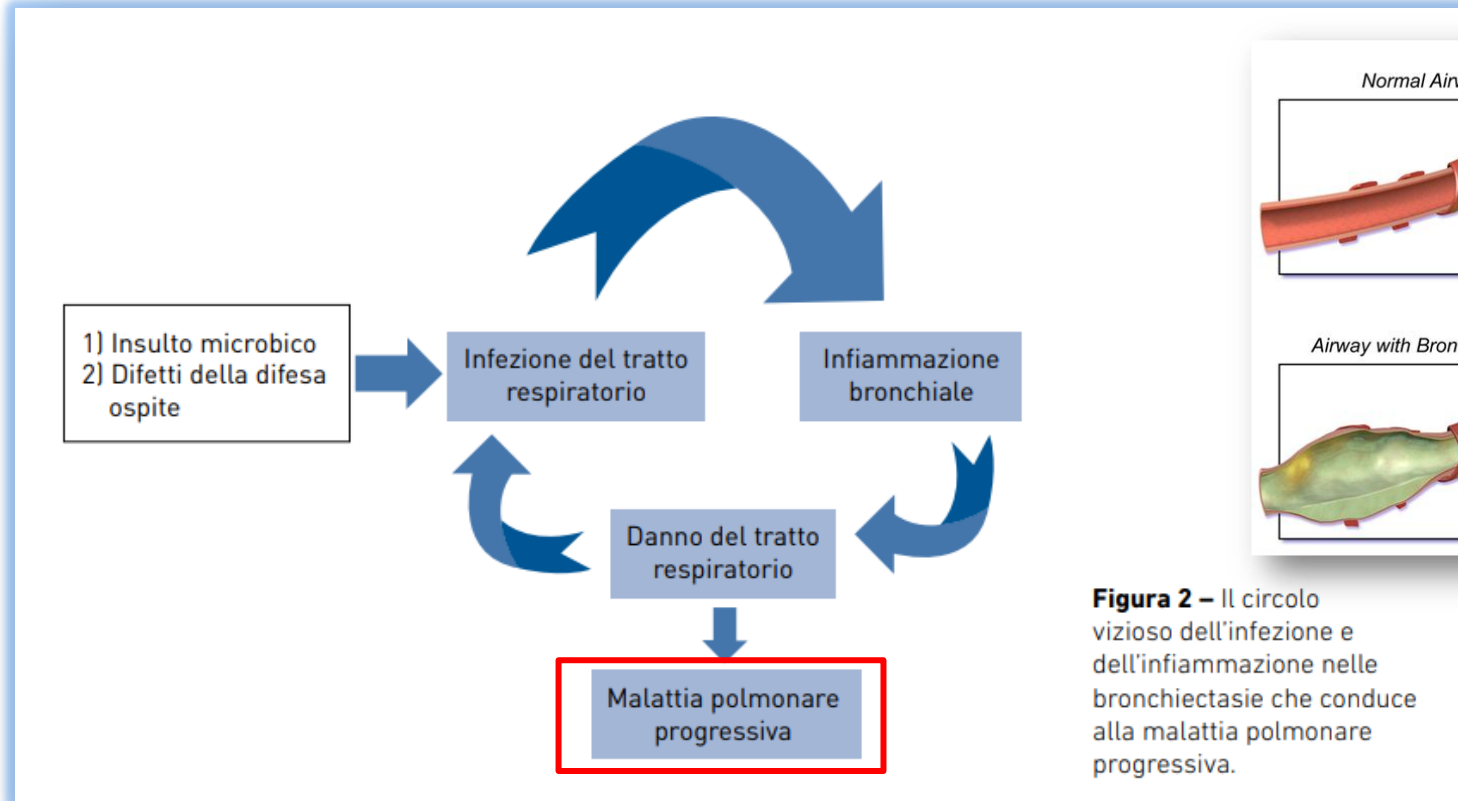 1) Insulto microbico
2) Difetti della difesa
ospite
Infezione del tratto
respiratorio
Infiammazione
bronchiale
Danno del tratto
respiratorio
Malattia polmonare
progressiva
Normal
Airway with
Figura 2 – Il circolo
vizioso dell'infezione e
dell'infiammazione nelle
bronchiectasie che conduce
alla malattia polmonare
progressiva.